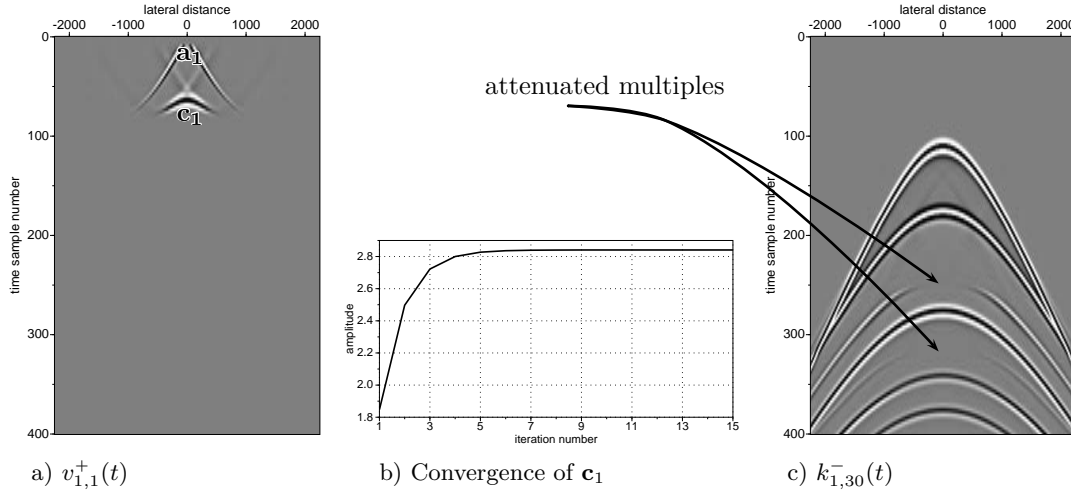 lateral distance
-2000 -1000 0 1000 2000
0
100
200
300
400
time sample number
a1
c1
a) v+1,1(t)
attenuated multiples
2.8
2.6
2.4
2.2
2.0
1.8
amplitude
1 3 5 7 9 11 13 15
iteration number
b) Convergence of c1
lateral distance
-2000 -1000 0 1000 2000
0
100
200
300
400
time sample number
c) k−1,30(t)